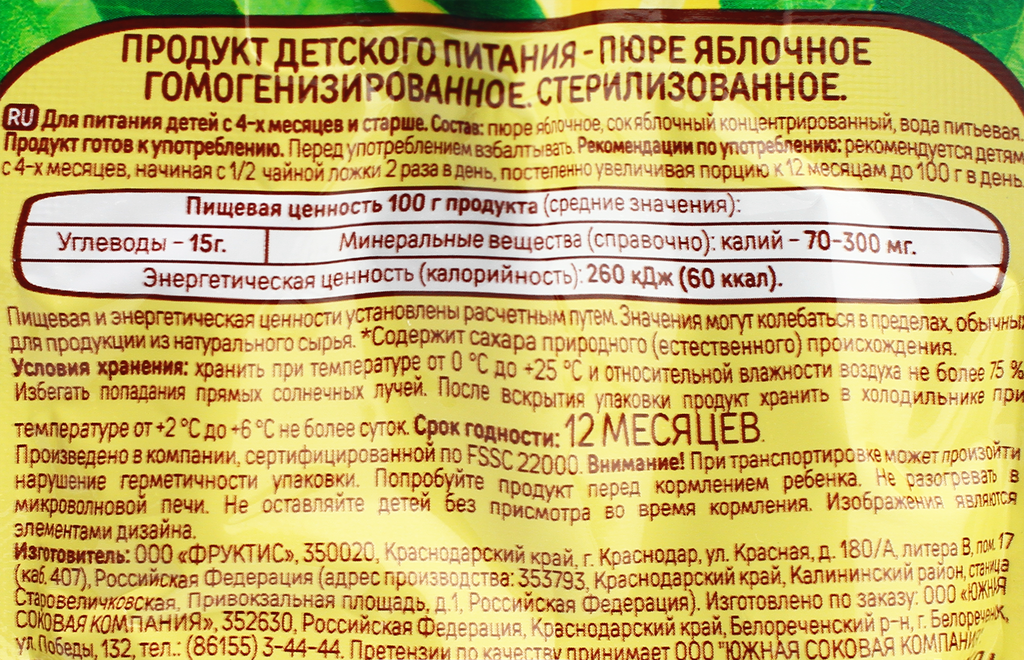 ПРОДУКТ ДЕТСКОГО ПИТАНИЯ - ПЮРЕ ЯБЛОЧНОЕ
ГОМОГЕНИЗИРОВАННОЕ. СТЕРИЛИЗОВАННОЕ.
RU Для питания детей с 4-х месяцев и старше. Состав: пюре яблочное, сок яблочный концентрированный, вода питьевая.
Продукт готов к употреблению. Перед употреблением взбалтывать. Рекомендации по употреблению: рекомендуется детям
с 4-х месяцев, начиная с 1/2 чайной ложки 2 раза в день, постепенно увеличивая порцию к 12 месяцам до 100 г в день.
Пищевая ценность 100 г продукта (средние значения):
Углеводы – 15г. Минеральные вещества (справочно): калий – 70-300 мг.
Энергетическая ценность (калорийность): 260 кДж (60 ккал).
Пищевая и энергетическая ценности установлены расчетным путем. Значения могут колебаться в пределах, обычных
для продукции из натурального сырья. *Содержит сахара природного (естественного) происхождения.
Условия хранения: хранить при температуре от 0 °C до +25 °C и относительной влажности воздуха не более 75 %
Избегать попадания прямых солнечных лучей. После вскрытия упаковки продукт хранить в холодильнике при
температуре от +2 °C до +6 °C не более суток. Срок годности: 12 МЕСЯЦЕВ.
Произведено в компании, сертифицированной по FSSC 22000. Внимание! При транспортировке может произойти
нарушение герметичности упаковки. Попробуйте продукт перед кормлением ребенка. Не разогревать в
микроволновой печи. Не оставляйте детей без присмотра во время кормления. Изображения являются
элементами дизайна.
Изготовитель: ООО «ФРУКТИС», 350020, Краснодарский край, г. Краснодар, ул. Красная, д. 180/А, литера В, пом. 17
(каб. 407), Российская Федерация (адрес производства: 353793, Краснодарский край, Калининский район, станица
Старовеличковская, Привокзальная площадь, д.1, Российская Федерация). Изготовлено по заказу: ООО «ЮЖНАЯ
СОКОВАЯ КОМПАНИЯ», 352630, Российская Федерация, Краснодарский край, Белореченский р-н, г. Белореченск,
ул. Победы, 132, тел.: (86155) 3-44-44. Претензии по качеству принимает ООО "ЮЖНАЯ СОКОВАЯ